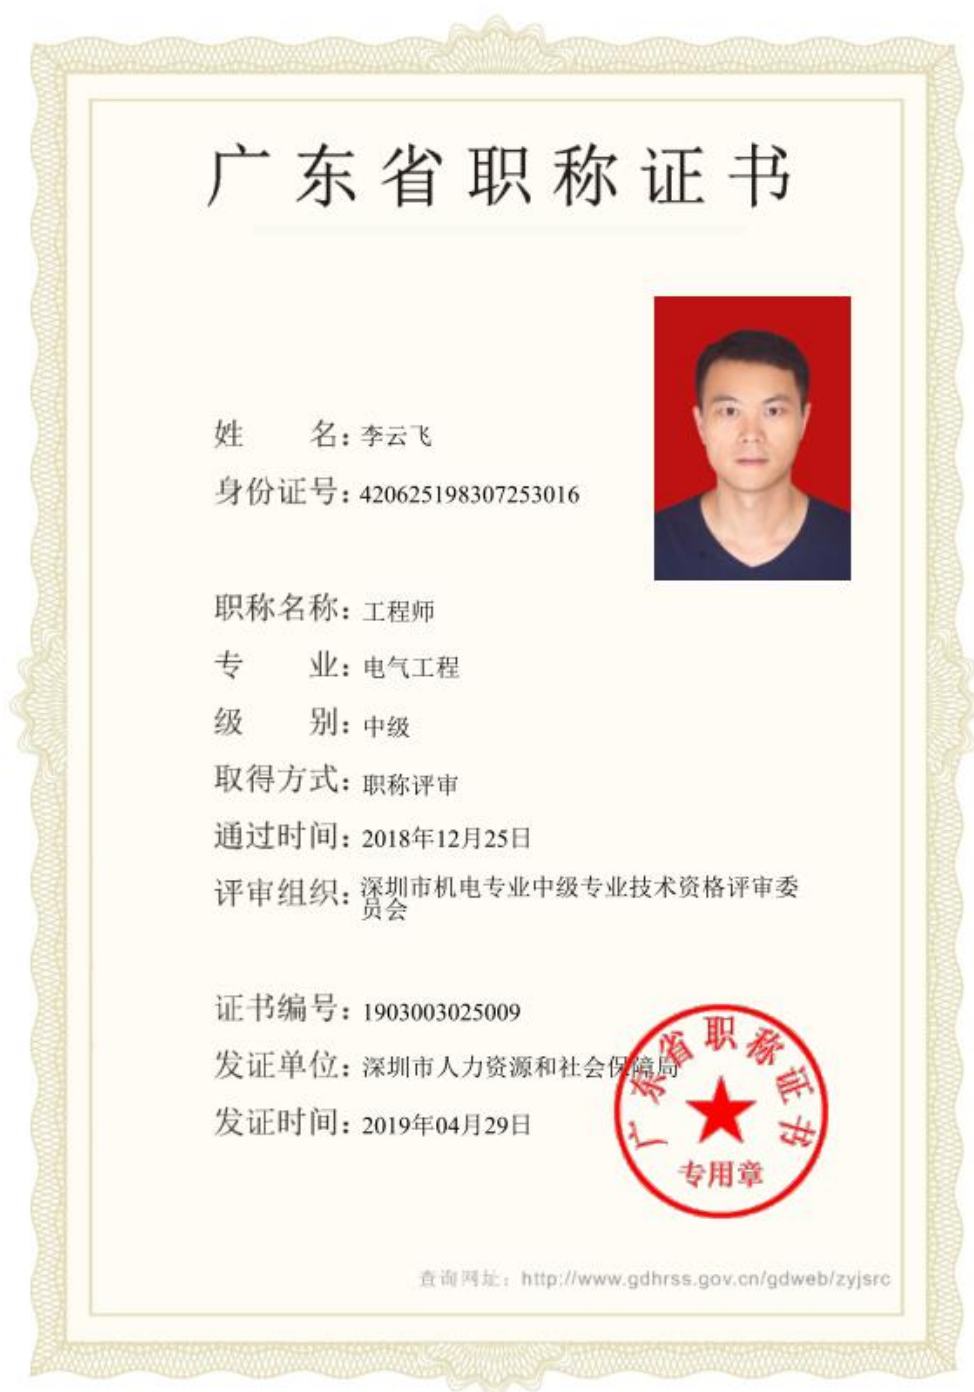 广东省职称证书
姓 名：李云飞
身份证号：420625198307253016
职称名称：工程师
专 业：电气工程
级 别：中级
取得方式：职称评审
通过时间：2018年12月25日
评审组织：深圳市机电专业中级专业技术资格评审委
员会
证书编号：1903003025009
发证单位：深圳市人力资源和社会保障局
发证时间：2019年04月29日
广东省职称证书
专用章
查询网址：http://www.gdhrss.gov.cn/gdweb/zyjsrc